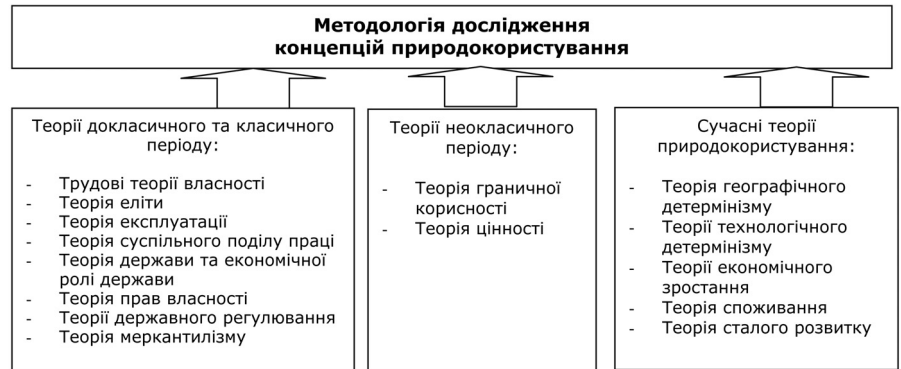 Методологія дослідження
концепцій природокористування
Теорії докласичного та класичного
періоду:
- Трудові теорії власності
- Теорія еліти
- Теорія експлуатації
- Теорія суспільного поділу праці
- Теорія держави та економічної
ролі держави
- Теорія прав власності
- Теорії державного регулювання
- Теорія меркантилізму
Теорії неокласичного
періоду:
- Теорія граничної
корисності
- Теорія цінності
Сучасні теорії
природокористування:
- Теорія географічного
детермінізму
- Теорії технологічного
детермінізму
- Теорії економічного
зростання
- Теорія споживання
- Теорія сталого розвитку